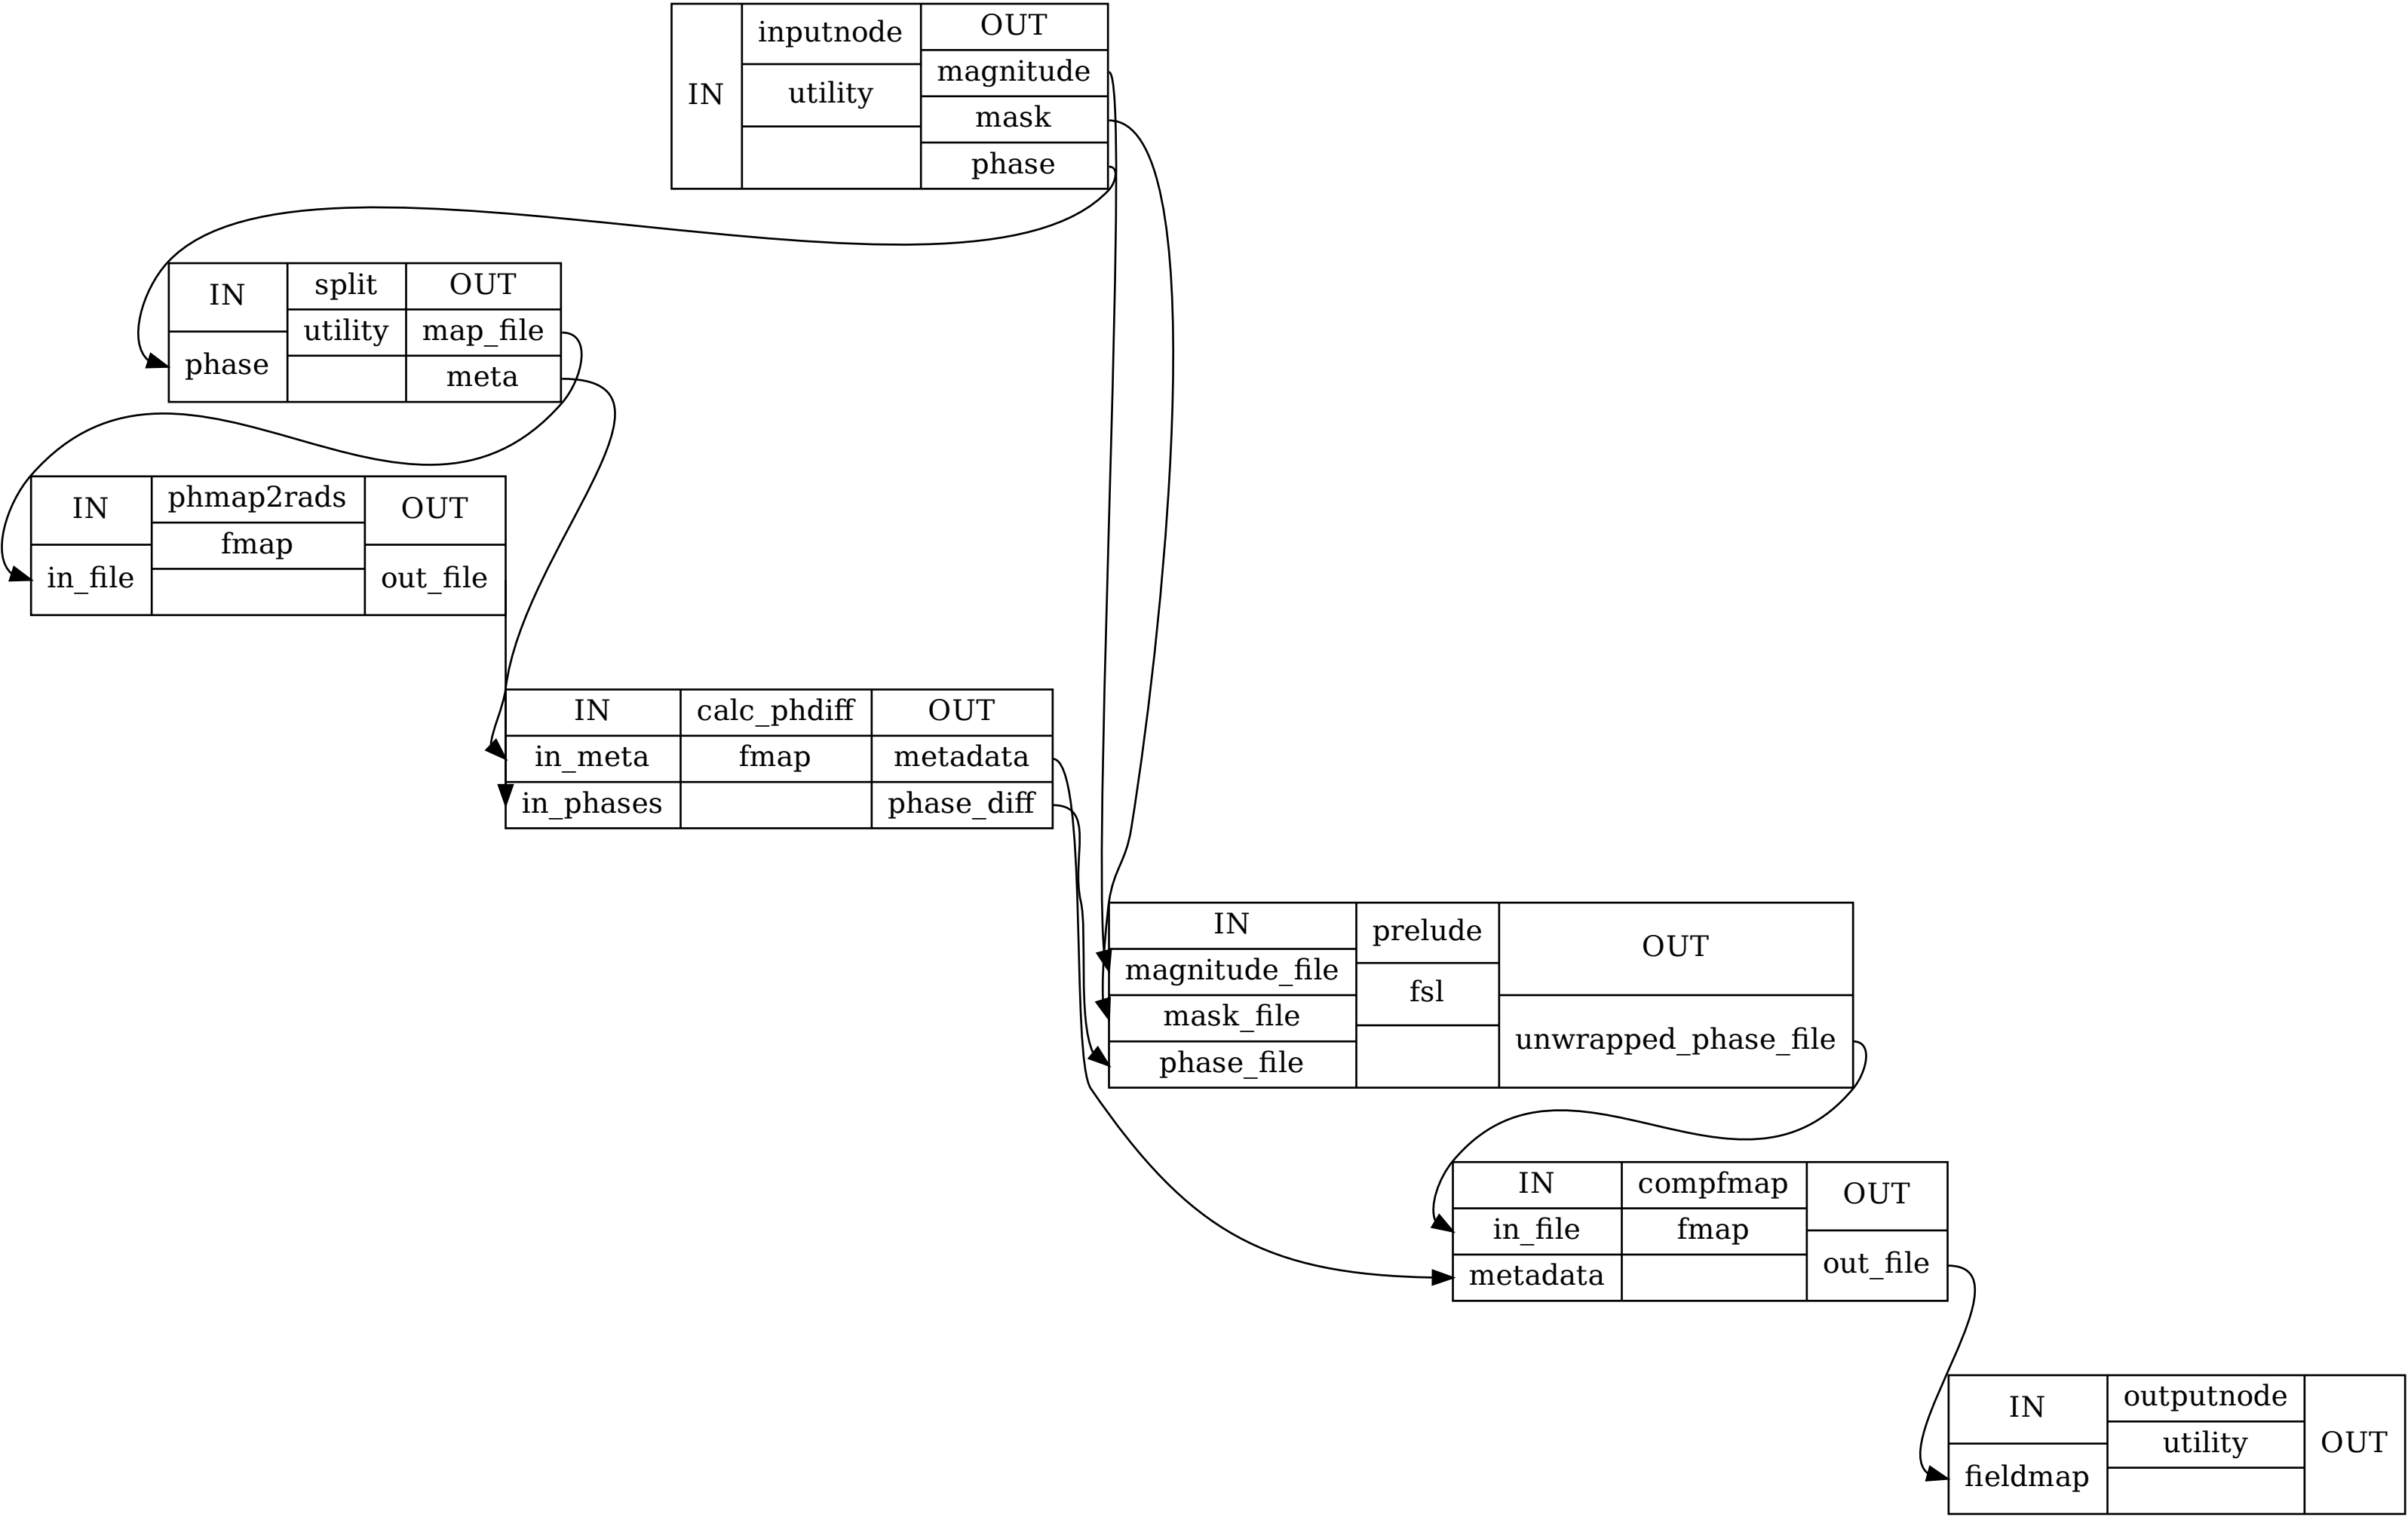 IN
inputnode
utility
OUT
magnitude
mask
phase
IN
phase
split
utility
OUT
map_file
meta
IN
in_file
phmap2rads
fmap
OUT
out_file
IN
in_meta
in_phases
calc_phdiff
fmap
OUT
metadata
phase_diff
IN
magnitude_file
mask_file
phase_file
prelude
fsl
OUT
unwrapped_phase_file
IN
in_file
metadata
compfmap
fmap
OUT
out_file
IN
fieldmap
outputnode
utility
OUT